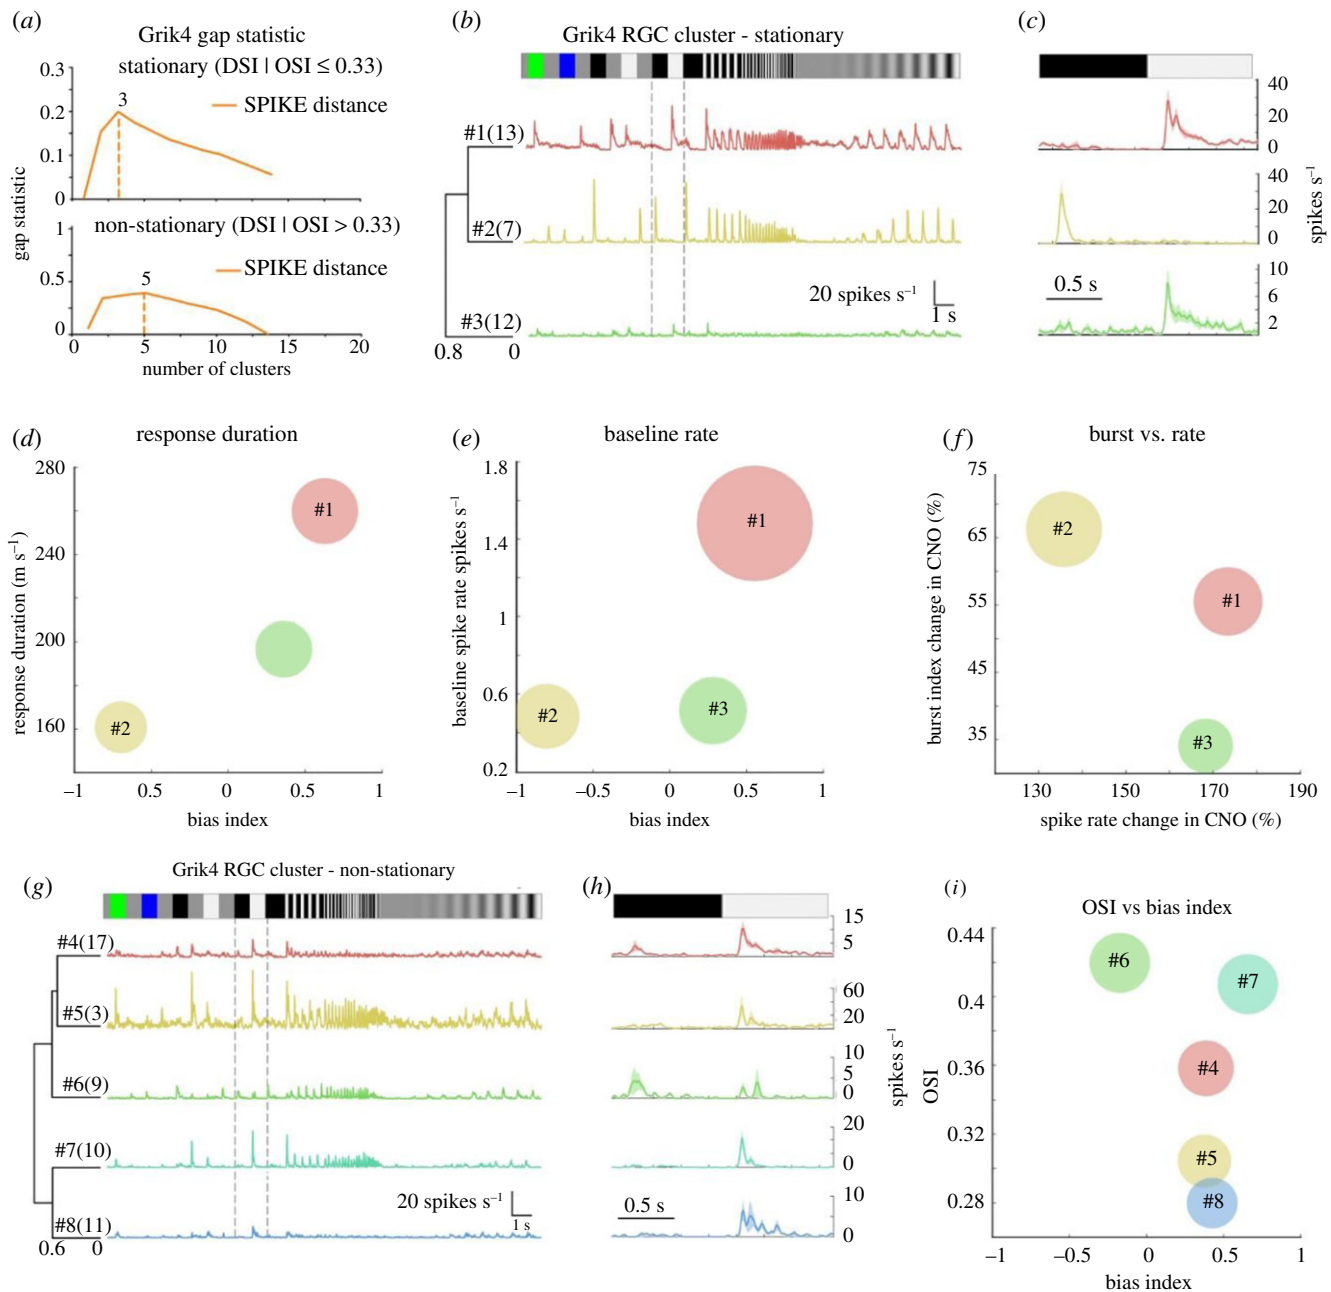 (a)
Grik4 gap statistic
stationary (DSI | OSI ≤ 0.33)
0.3
0.2
0.1
0
3
SPIKE distance
gap statistic
non-stationary (DSI | OSI > 0.33)
1
0.5
0
5
SPIKE distance
0 5 10 15 20
number of clusters
(b)
Grik4 RGC cluster - stationary
#1(13)
#2(7)
#3(12)
0.8 0
20 spikes s⁻¹
1 s
(c)
40
20
0
40
20
0
10
6
2
spikes s⁻¹
0.5 s
(d)
response duration
280
240
200
160
response duration (m s⁻¹)
#1
#2
−1 0.5 0 0.5 1
bias index
(e)
baseline rate
1.8
1.4
1
0.6
0.2
baseline spike rate spikes s⁻¹
#1
#2
#3
−1 −0.5 0 0.5 1
bias index
(f)
burst vs. rate
75
65
55
45
35
burst index change in CNO (%)
#2
#1
#3
130 150 170 190
spike rate change in CNO (%)
(g)
Grik4 RGC cluster - non-stationary
#4(17)
#5(3)
#6(9)
#7(10)
#8(11)
0.6 0
20 spikes s⁻¹
1 s
(h)
15
5
60
20
10
5
0
20
0
10
0
spikes s⁻¹
0.5 s
(i)
OSI vs bias index
0.44
0.4
0.36
0.32
0.28
OSI
#6
#7
#4
#5
#8
−1 −0.5 0 0.5 1
bias index